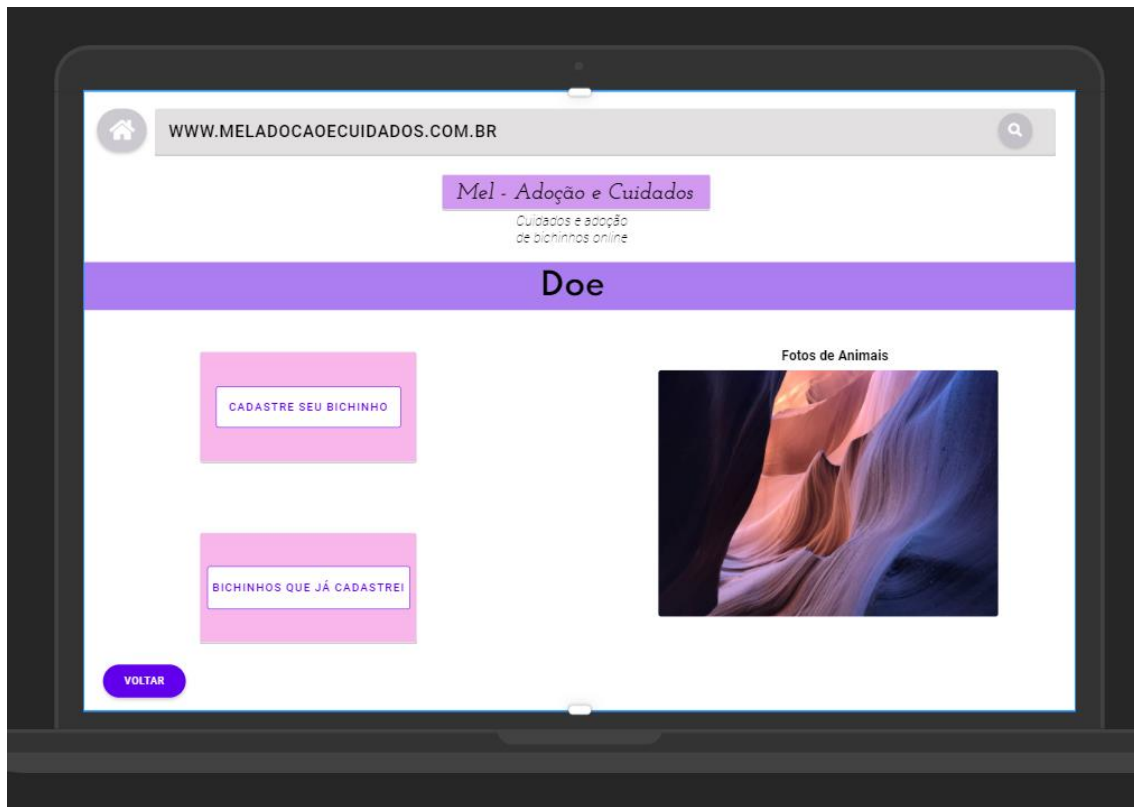 WWW.MELADOCAOECUIDADOS.COM.BR
Mel - Adoção e Cuidados
Cuidados e adoção
de bichinhos online
Doe
CADASTRE SEU BICHINHO
Fotos de Animais
BICHINHOS QUE JÁ CADASTREI
VOLTAR